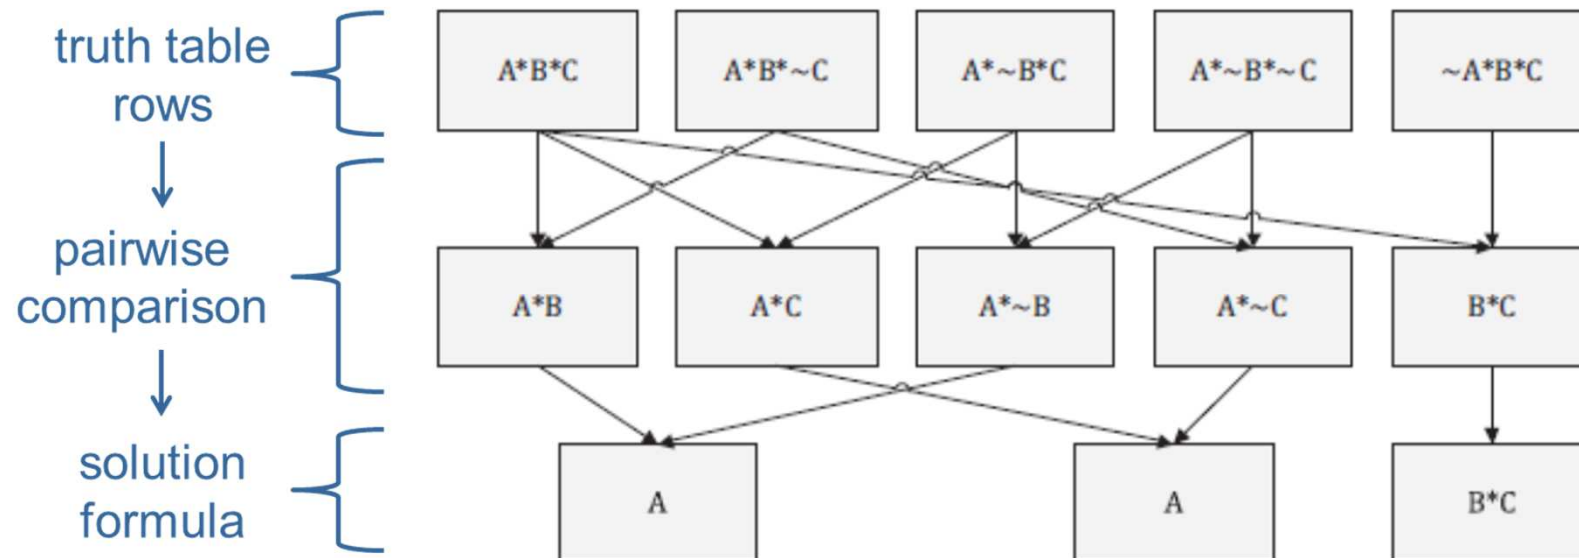 truth table
rows
A*B*C
A*B*~C
A*~B*C
A*~B*~C
~A*B*C
pairwise
comparison
A*B
A*C
A*~B
A*~C
B*C
solution
formula
A
A
B*C